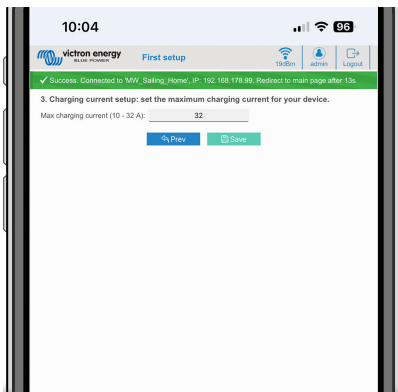 10:04
96
victron energy
BLUE POWER
First setup
19dBm
admin
Logout
Success. Connected to 'MW_Sailing_Home', IP: 192.168.178.99, Redirect to main page after 13s
3. Charging current setup: set the maximum charging current for your device.
Max charging current (10 - 32 A): 32
Prev
Save